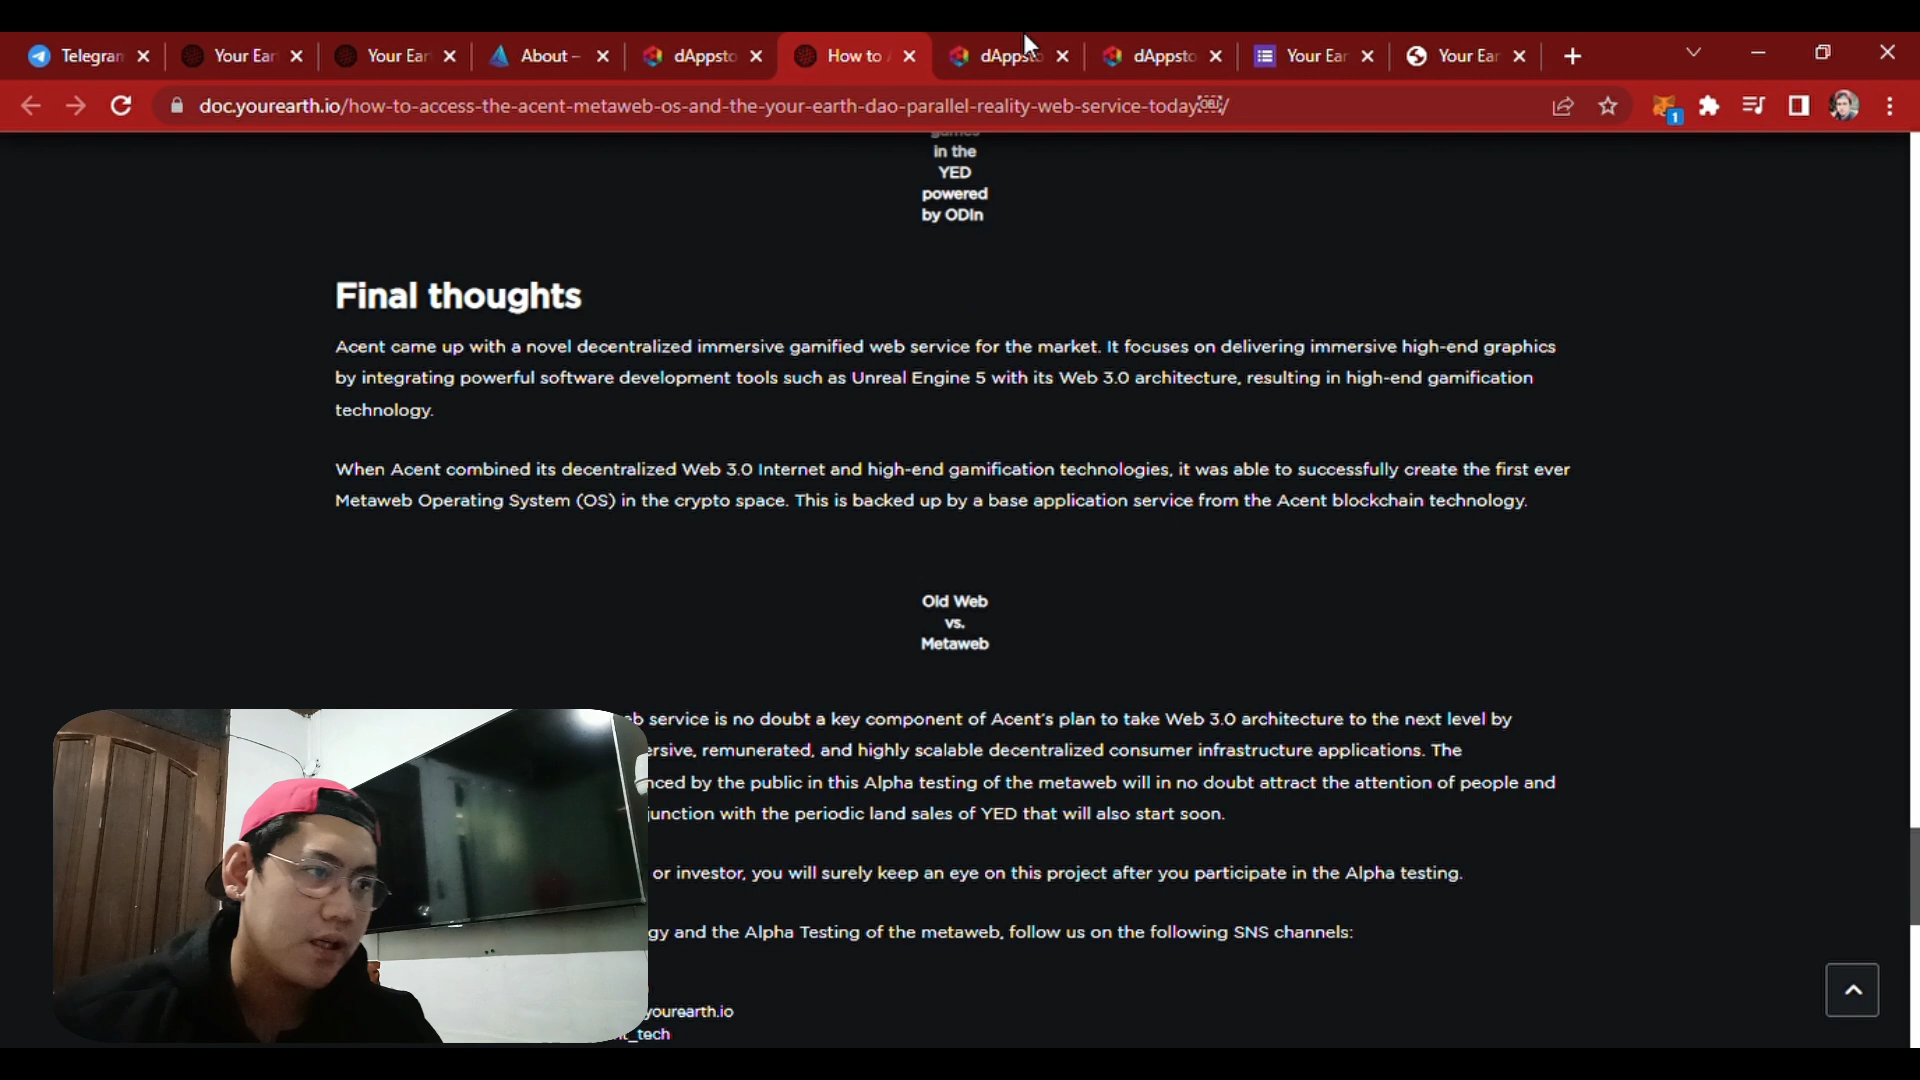 Telegran
Your Ear
Your Ear
About –
dAppsto
How to
dAppsto
dAppsto
Your Ear
Your Ear
doc.yourearth.io/how-to-access-the-acent-metaweb-os-and-the-your-earth-dao-parallel-reality-web-service-today￼/
1
games
in the
YED
powered
by ODIn
Final thoughts
Acent came up with a novel decentralized immersive gamified web service for the market. It focuses on delivering immersive high-end graphics
by integrating powerful software development tools such as Unreal Engine 5 with its Web 3.0 architecture, resulting in high-end gamification
technology.
When Acent combined its decentralized Web 3.0 Internet and high-end gamification technologies, it was able to successfully create the first ever
Metaweb Operating System (OS) in the crypto space. This is backed up by a base application service from the Acent blockchain technology.
Old Web
vs.
Metaweb
service is no doubt a key component of Acent's plan to take Web 3.0 architecture to the next level by
ersive, remunerated, and highly scalable decentralized consumer infrastructure applications. The
nced by the public in this Alpha testing of the metaweb will in no doubt attract the attention of people and
junction with the periodic land sales of YED that will also start soon.
or investor, you will surely keep an eye on this project after you participate in the Alpha testing.
gy and the Alpha Testing of the metaweb, follow us on the following SNS channels:
yourearth.io
t_tech